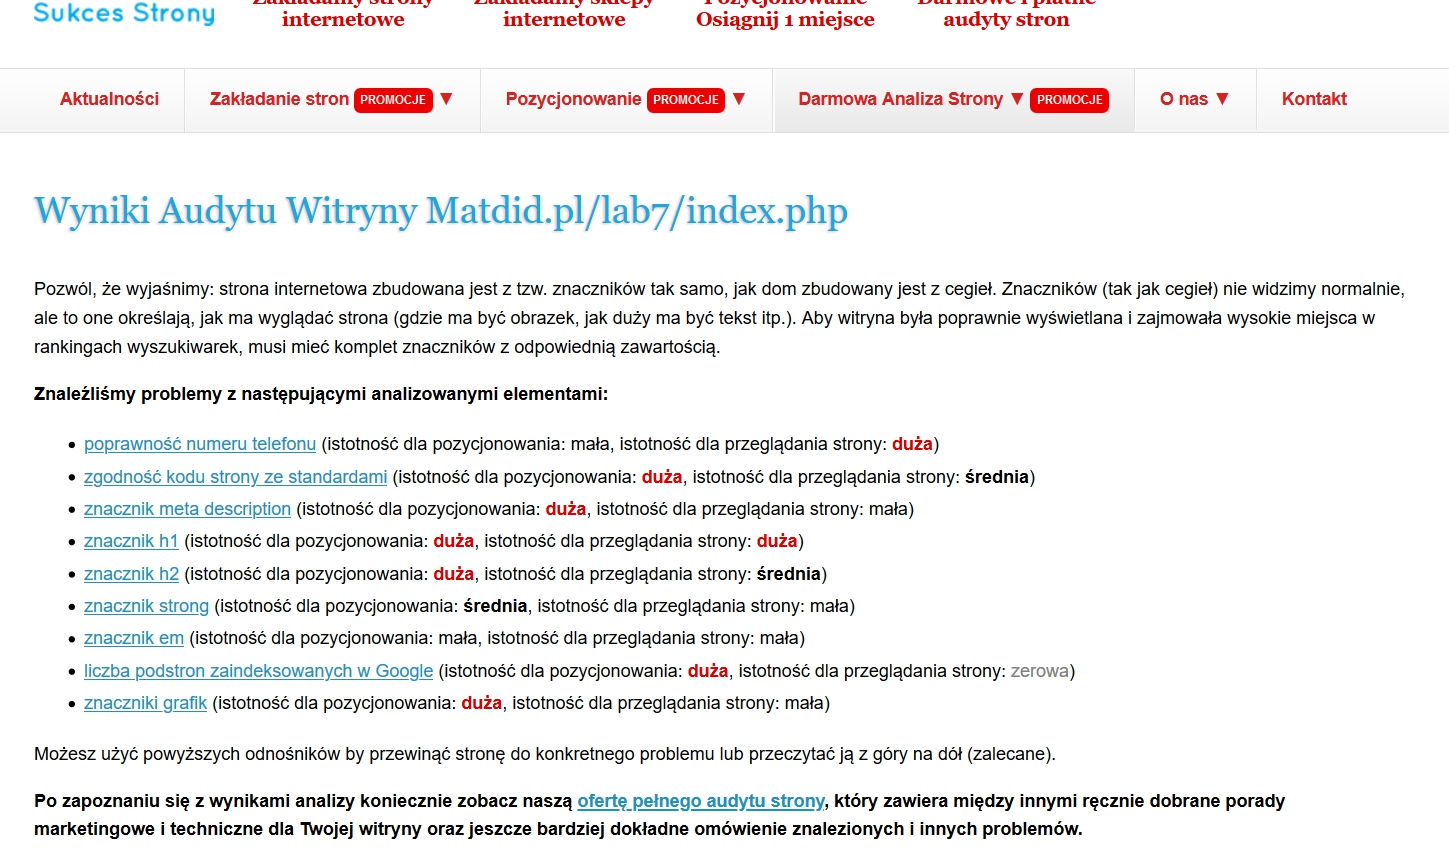 Sukces Strony
Zakładamy strony
internetowe
Zakładamy sklepy
internetowe
Pozycjonowanie
Osiągnij 1 miejsce
Darmowe i płatne
audyty stron
Aktualności
Zakładanie stron PROMOCJE ▼
Pozycjonowanie PROMOCJE ▼
Darmowa Analiza Strony ▼ PROMOCJE
O nas ▼
Kontakt
Wyniki Audytu Witryny Matdid.pl/lab7/index.php
Pozwól, że wyjaśnimy: strona internetowa zbudowana jest z tzw. znaczników tak samo, jak dom zbudowany jest z cegieł. Znaczników (tak jak cegieł) nie widzimy normalnie,
ale to one określają, jak ma wyglądać strona (gdzie ma być obrazek, jak duży ma być tekst itp.). Aby witryna była poprawnie wyświetlana i zajmowała wysokie miejsca w
rankingach wyszukiwarek, musi mieć komplet znaczników z odpowiednią zawartością.
Znaleźliśmy problemy z następującymi analizowanymi elementami:
• poprawność numeru telefonu (istotność dla pozycjonowania: mała, istotność dla przeglądania strony: duża)
• zgodność kodu strony ze standardami (istotność dla pozycjonowania: duża, istotność dla przeglądania strony: średnia)
• znacznik meta description (istotność dla pozycjonowania: duża, istotność dla przeglądania strony: mała)
• znacznik h1 (istotność dla pozycjonowania: duża, istotność dla przeglądania strony: duża)
• znacznik h2 (istotność dla pozycjonowania: duża, istotność dla przeglądania strony: średnia)
• znacznik strong (istotność dla pozycjonowania: średnia, istotność dla przeglądania strony: mała)
• znacznik em (istotność dla pozycjonowania: mała, istotność dla przeglądania strony: mała)
• liczba podstron zaindeksowanych w Google (istotność dla pozycjonowania: duża, istotność dla przeglądania strony: zerowa)
• znaczniki grafik (istotność dla pozycjonowania: duża, istotność dla przeglądania strony: mała)
Możesz użyć powyższych odnośników by przewinąć stronę do konkretnego problemu lub przeczytać ją z góry na dół (zalecane).
Po zapoznaniu się z wynikami analizy koniecznie zobacz naszą ofertę pełnego audytu strony, który zawiera między innymi ręcznie dobrane porady
marketingowe i techniczne dla Twojej witryny oraz jeszcze bardziej dokładne omówienie znalezionych i innych problemów.